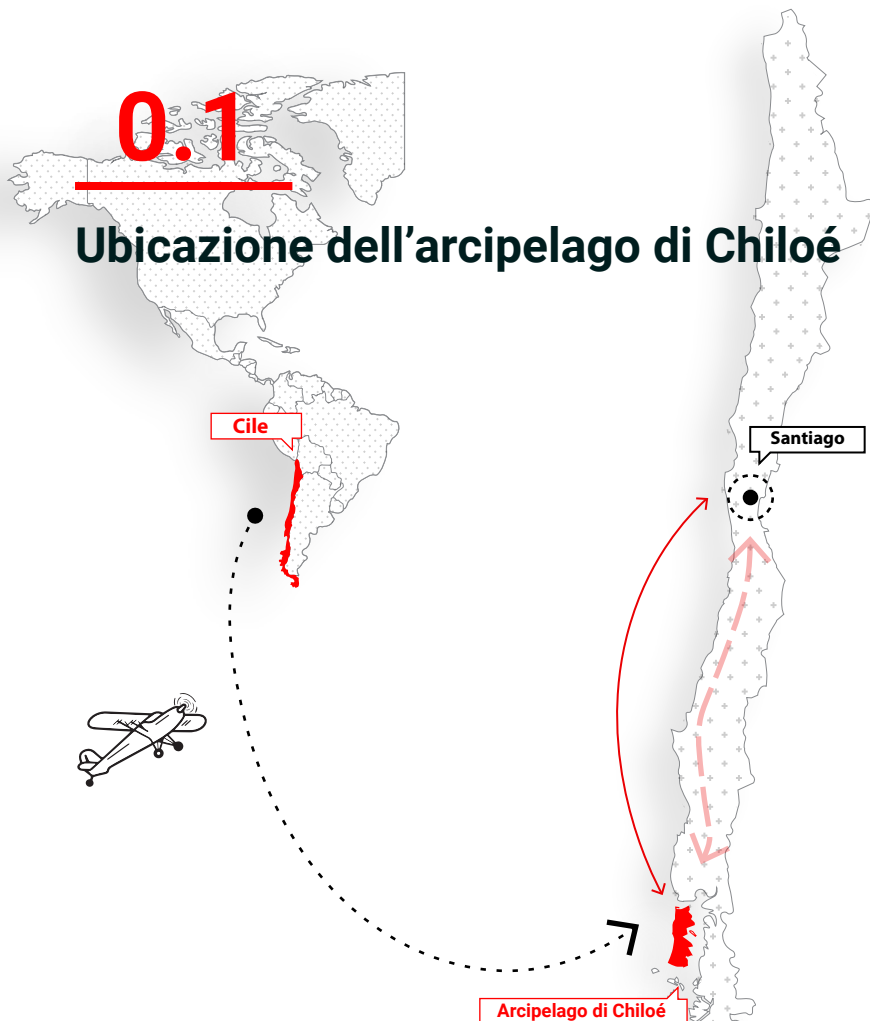 0.1
Ubicazione dell’arcipelago di Chiloé
Cile
Santiago
Arcipelago di Chiloé